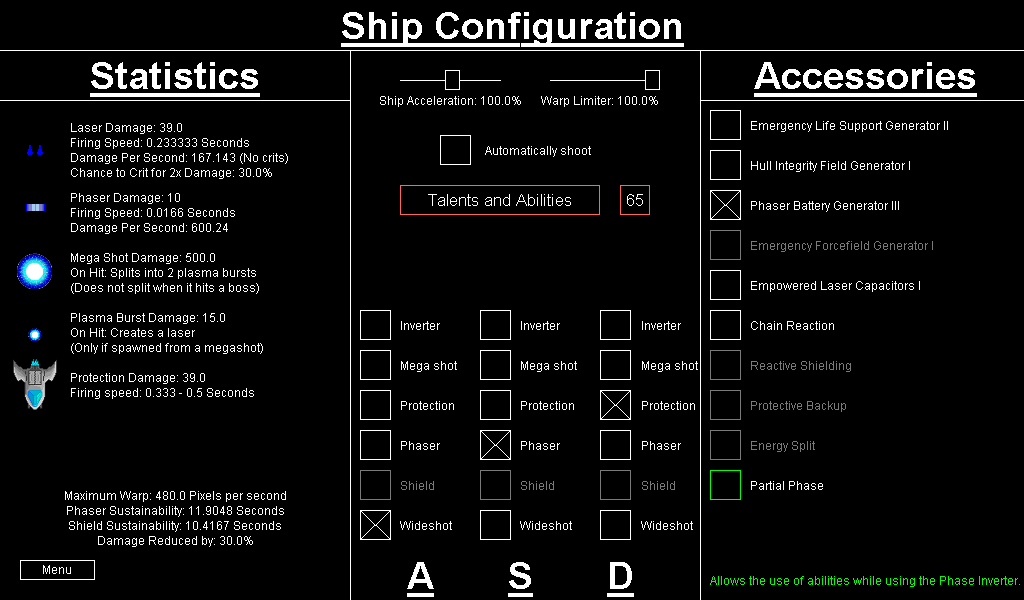 Ship Configuration
Statistics
Laser Damage: 39.0
Firing Speed: 0.233333 Seconds
Damage Per Second: 167.143 (No crits)
Chance to Crit for 2x Damage: 30.0%
Phaser Damage: 10
Firing Speed: 0.0166 Seconds
Damage Per Second: 600.24
Mega Shot Damage: 500.0
On Hit: Splits into 2 plasma bursts
(Does not split when it hits a boss)
Plasma Burst Damage: 15.0
On Hit: Creates a laser
(Only if spawned from a megashot)
Protection Damage: 39.0
Firing speed: 0.333 - 0.5 Seconds
Maximum Warp: 480.0 Pixels per second
Phaser Sustainability: 11.9048 Seconds
Shield Sustainability: 10.4167 Seconds
Damage Reduced by: 30.0%
Menu
Ship Acceleration: 100.0% Warp Limiter: 100.0%
Automatically shoot
Talents and Abilities 65
Inverter Inverter Inverter
Mega shot Mega shot Mega shot
Protection Protection Protection
Phaser Phaser Phaser
Shield Shield Shield
Wideshot Wideshot Wideshot
A S D
Accessories
Emergency Life Support Generator II
Hull Integrity Field Generator I
Phaser Battery Generator III
Emergency Forcefield Generator I
Empowered Laser Capacitors I
Chain Reaction
Reactive Shielding
Protective Backup
Energy Split
Partial Phase
Allows the use of abilities while using the Phase Inverter.